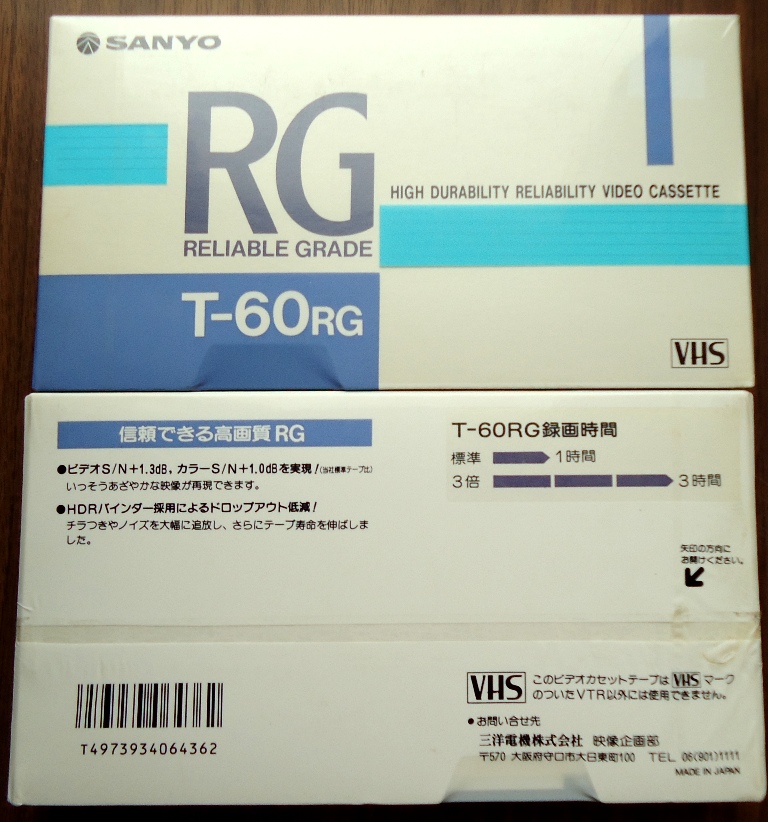 SANYO
RG
RELIABLE GRADE
HIGH DURABILITY RELIABILITY VIDEO CASSETTE
T-60RG
VHS
信頼できる高画質RG
●ビデオS/N+1.3dB, カラーS/N+1.0dBを実現!(当社標準テープ比)
いっそうあざやかな映像が再現できます。
●HDRバインダー採用によるドロップアウト低減!
チラつきやノイズを大幅に追放し、さらにテープ寿命を伸ばしま
した。
T-60RG録画時間
標準 1時間
3倍 3時間
矢印の方向に
お開けください。
T4973934064362
VHS このビデオカセットテープは VHS マーク
のついたVTR以外には使用できません。
●お問い合せ先
三洋電機株式会社 映像企画部
〒570 大阪府守口市大日東町100 TEL 06(901)1111
MADE IN JAPAN